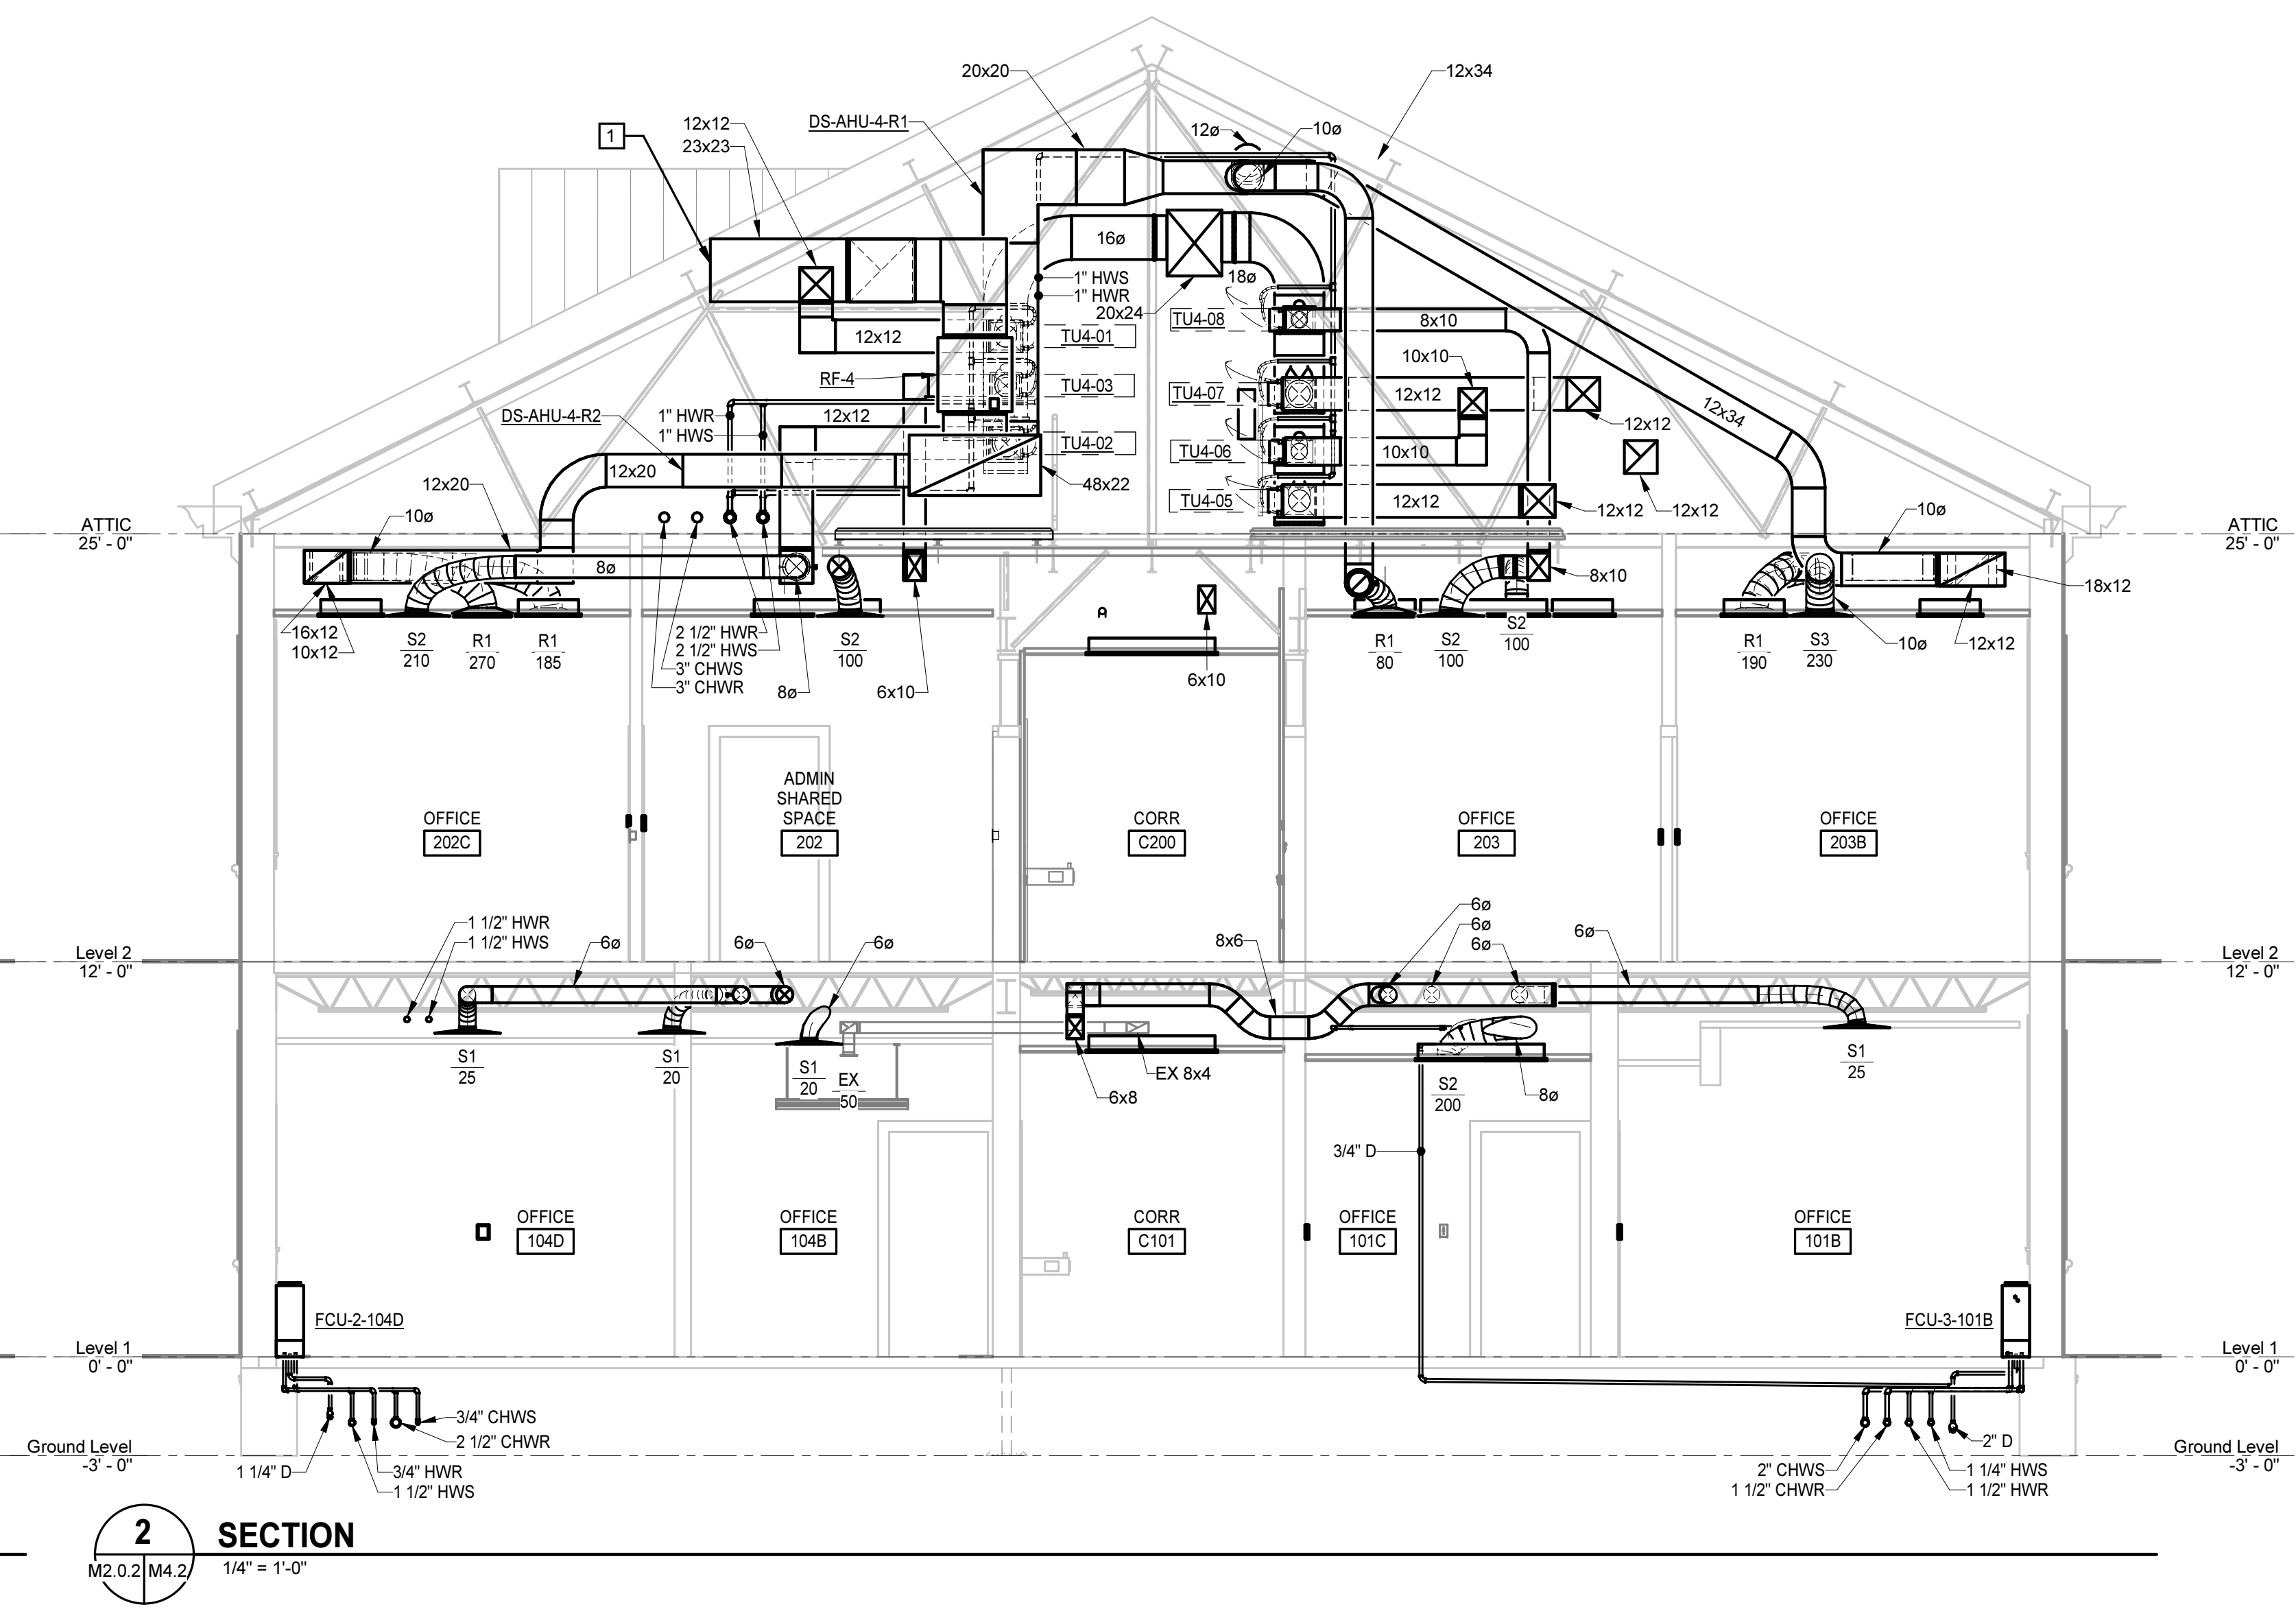 20x20
12x34
12x12
23x23
DS-AHU-4-R1
12ø
10ø
1
16ø
1" HWS
1" HWR
18ø
20x24
TU4-01
TU4-08
8x10
12x12
10x10
RF-4
TU4-03
TU4-07
12x12
12x34
DS-AHU-4-R2
1" HWR
12x12
1" HWS
12x12
TU4-02
TU4-06
10x10
12x20
12x20
48x22
TU4-05
12x12
12x12
12x12
10ø
10ø
ATTIC
25' - 0"
ATTIC
25' - 0"
8ø
8x10
18x12
16x12
10x12
S2
210
R1
270
R1
185
2 1/2" HWR
2 1/2" HWS
3" CHWS
3" CHWR
8ø
S2
100
6x10
A
6x10
R1
80
S2
100
S2
100
R1
190
S3
230
10ø
12x12
OFFICE
202C
ADMIN
SHARED
SPACE
202
CORR
C200
OFFICE
203
OFFICE
203B
1 1/2" HWR
1 1/2" HWS
6ø
6ø
6ø
8x6
6ø
6ø
6ø
6ø
Level 2
12' - 0"
Level 2
12' - 0"
S1
25
S1
20
S1
20
EX
50
6x8
EX 8x4
S2
200
8ø
S1
25
3/4" D
OFFICE
104D
OFFICE
104B
CORR
C101
OFFICE
101C
OFFICE
101B
FCU-2-104D
FCU-3-101B
Level 1
0' - 0"
Level 1
0' - 0"
3/4" CHWS
2 1/2" CHWR
1 1/4" D
3/4" HWR
1 1/2" HWS
2" D
2" CHWS
1 1/2" CHWR
1 1/4" HWS
1 1/2" HWR
Ground Level
-3' - 0"
Ground Level
-3' - 0"
2
M2.0.2
M4.2
SECTION
1/4" = 1'-0"